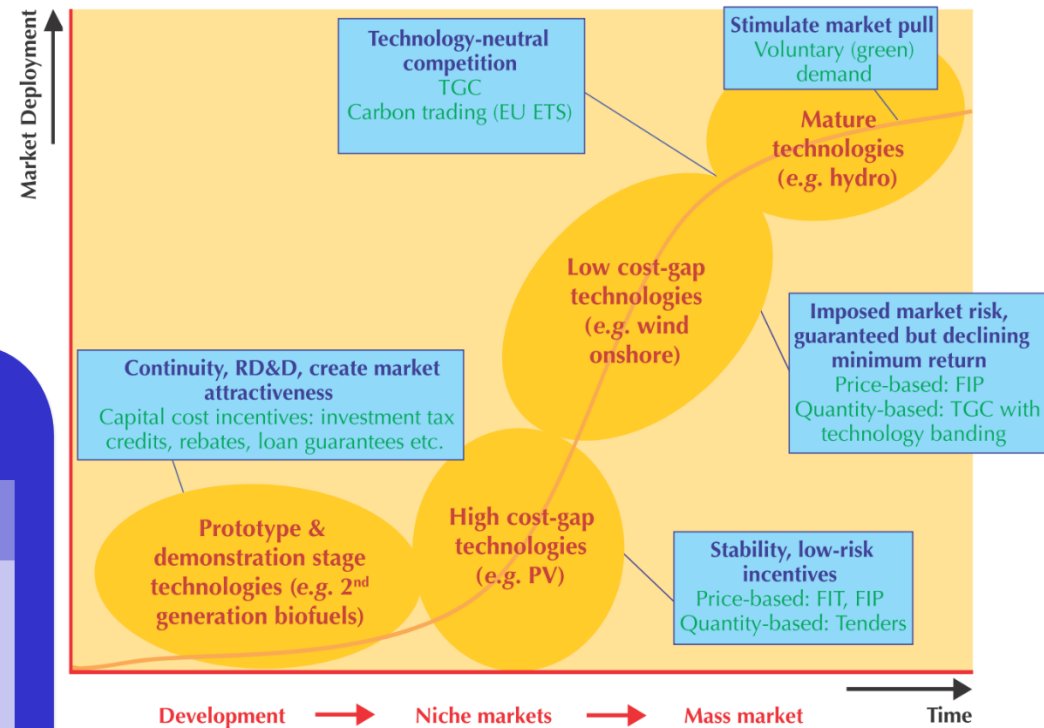 Market Deployment
Technology-neutral
competition
TGC
Carbon trading (EU ETS)
Stimulate market pull
Voluntary (green)
demand
Mature
technologies
(e.g. hydro)
Low cost-gap
technologies
(e.g. wind
onshore)
Imposed market risk,
guaranteed but declining
minimum return
Price-based: FIP
Quantity-based: TGC with
technology banding
Continuity, RD&D, create market
attractiveness
Capital cost incentives: investment tax
credits, rebates, loan guarantees etc.
Prototype &
demonstration stage
technologies (e.g. 2nd
generation biofuels)
High cost-gap
technologies
(e.g. PV)
Stability, low-risk
incentives
Price-based: FIT, FIP
Quantity-based: Tenders
Development
Niche markets
Mass market
Time